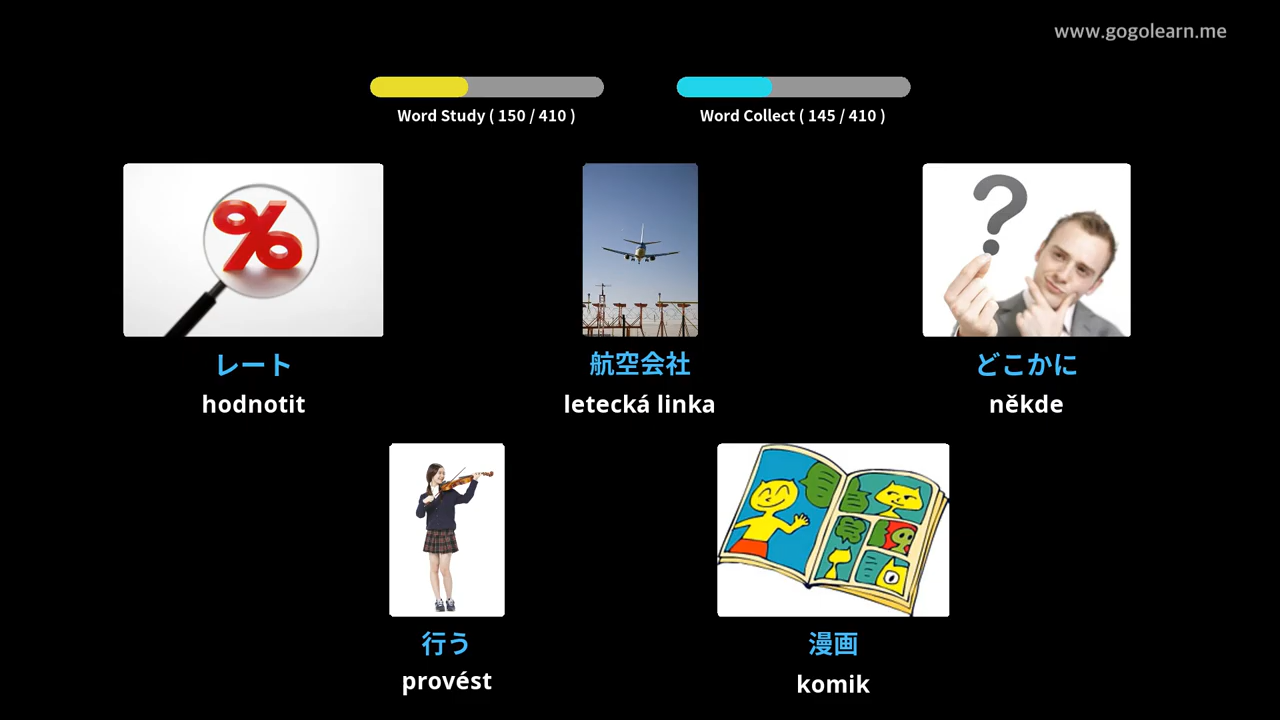 www.gogolearn.me
Word Study ( 150 / 410 )
Word Collect ( 145 / 410 )
レート
hodnotit
航空会社
letecká linka
どこかに
někde
行う
provést
漫画
komik